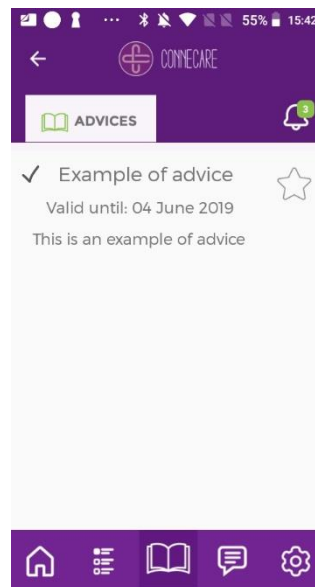 55% 15:42
CONNECARE
ADVICES
3
Example of advice
Valid until: 04 June 2019
This is an example of advice